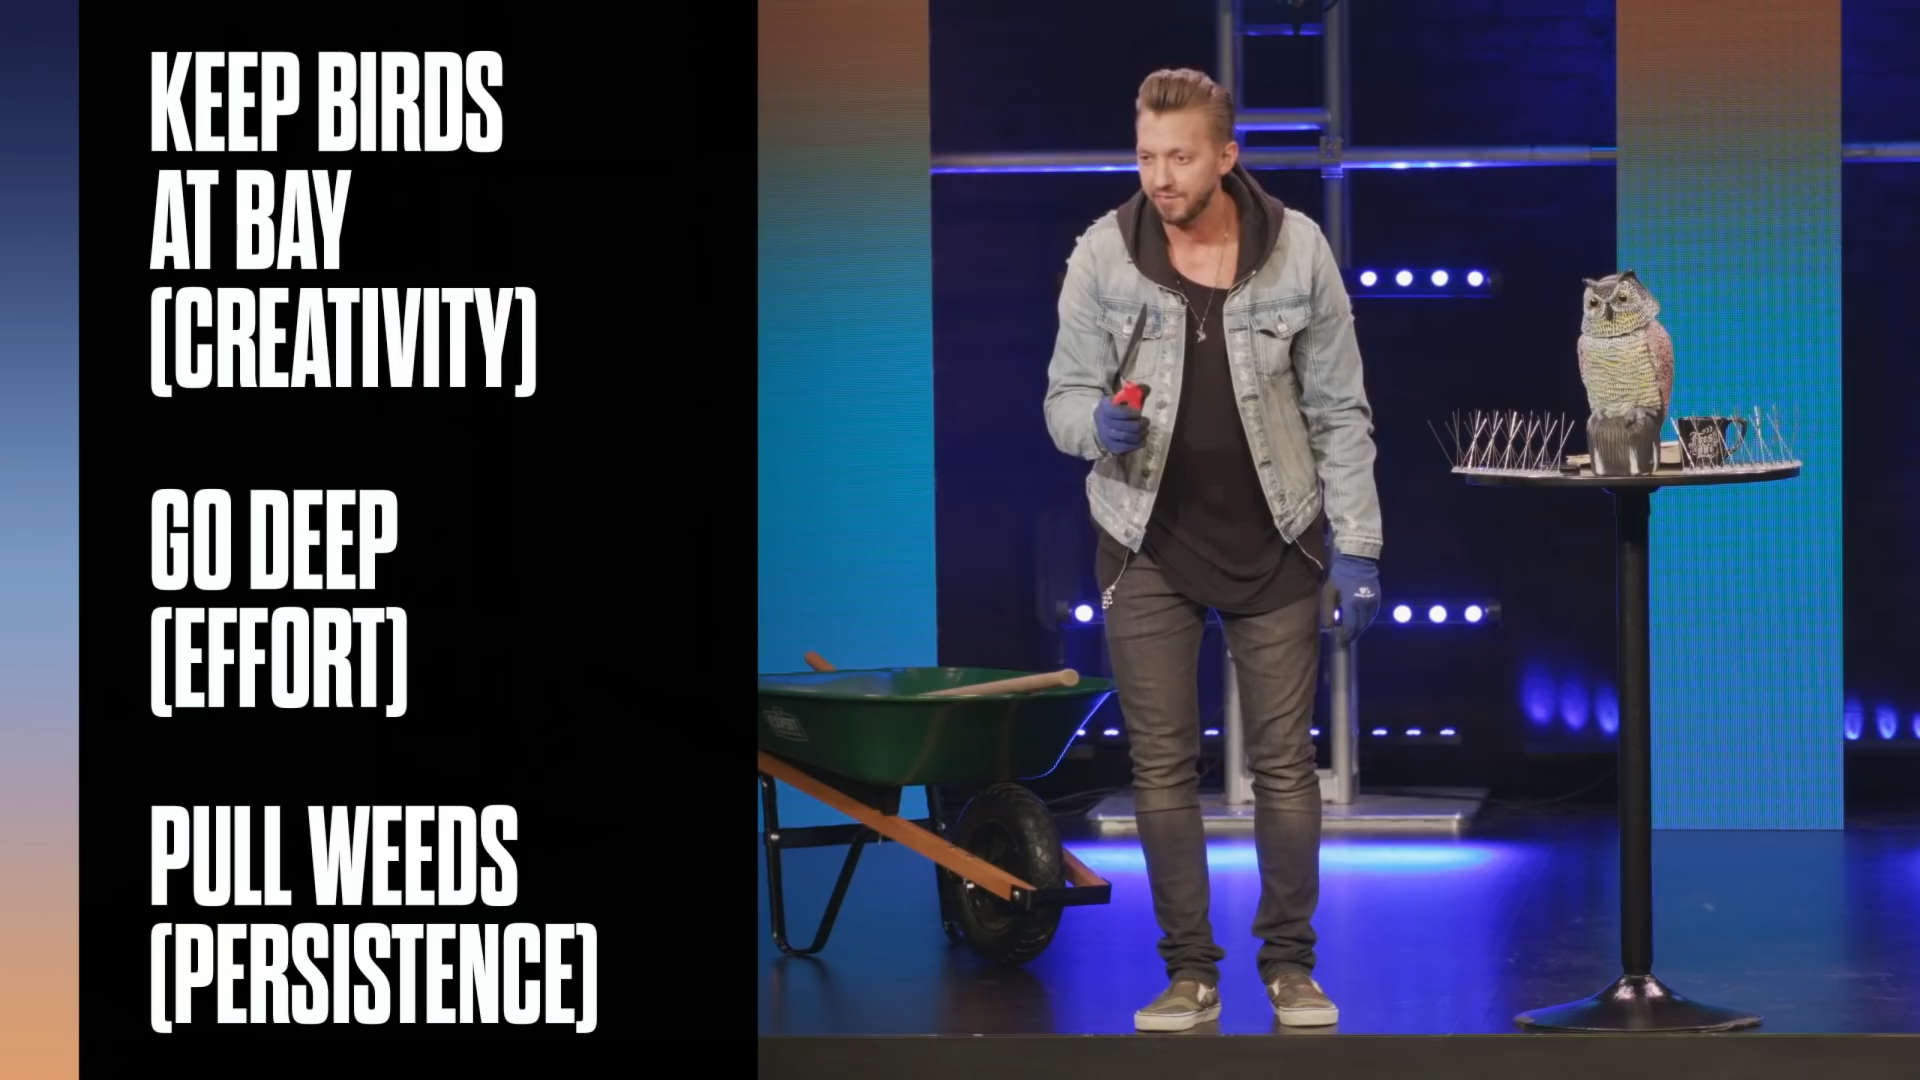 KEEP BIRDS
AT BAY
(CREATIVITY)
GO DEEP
(EFFORT)
PULL WEEDS
(PERSISTENCE)